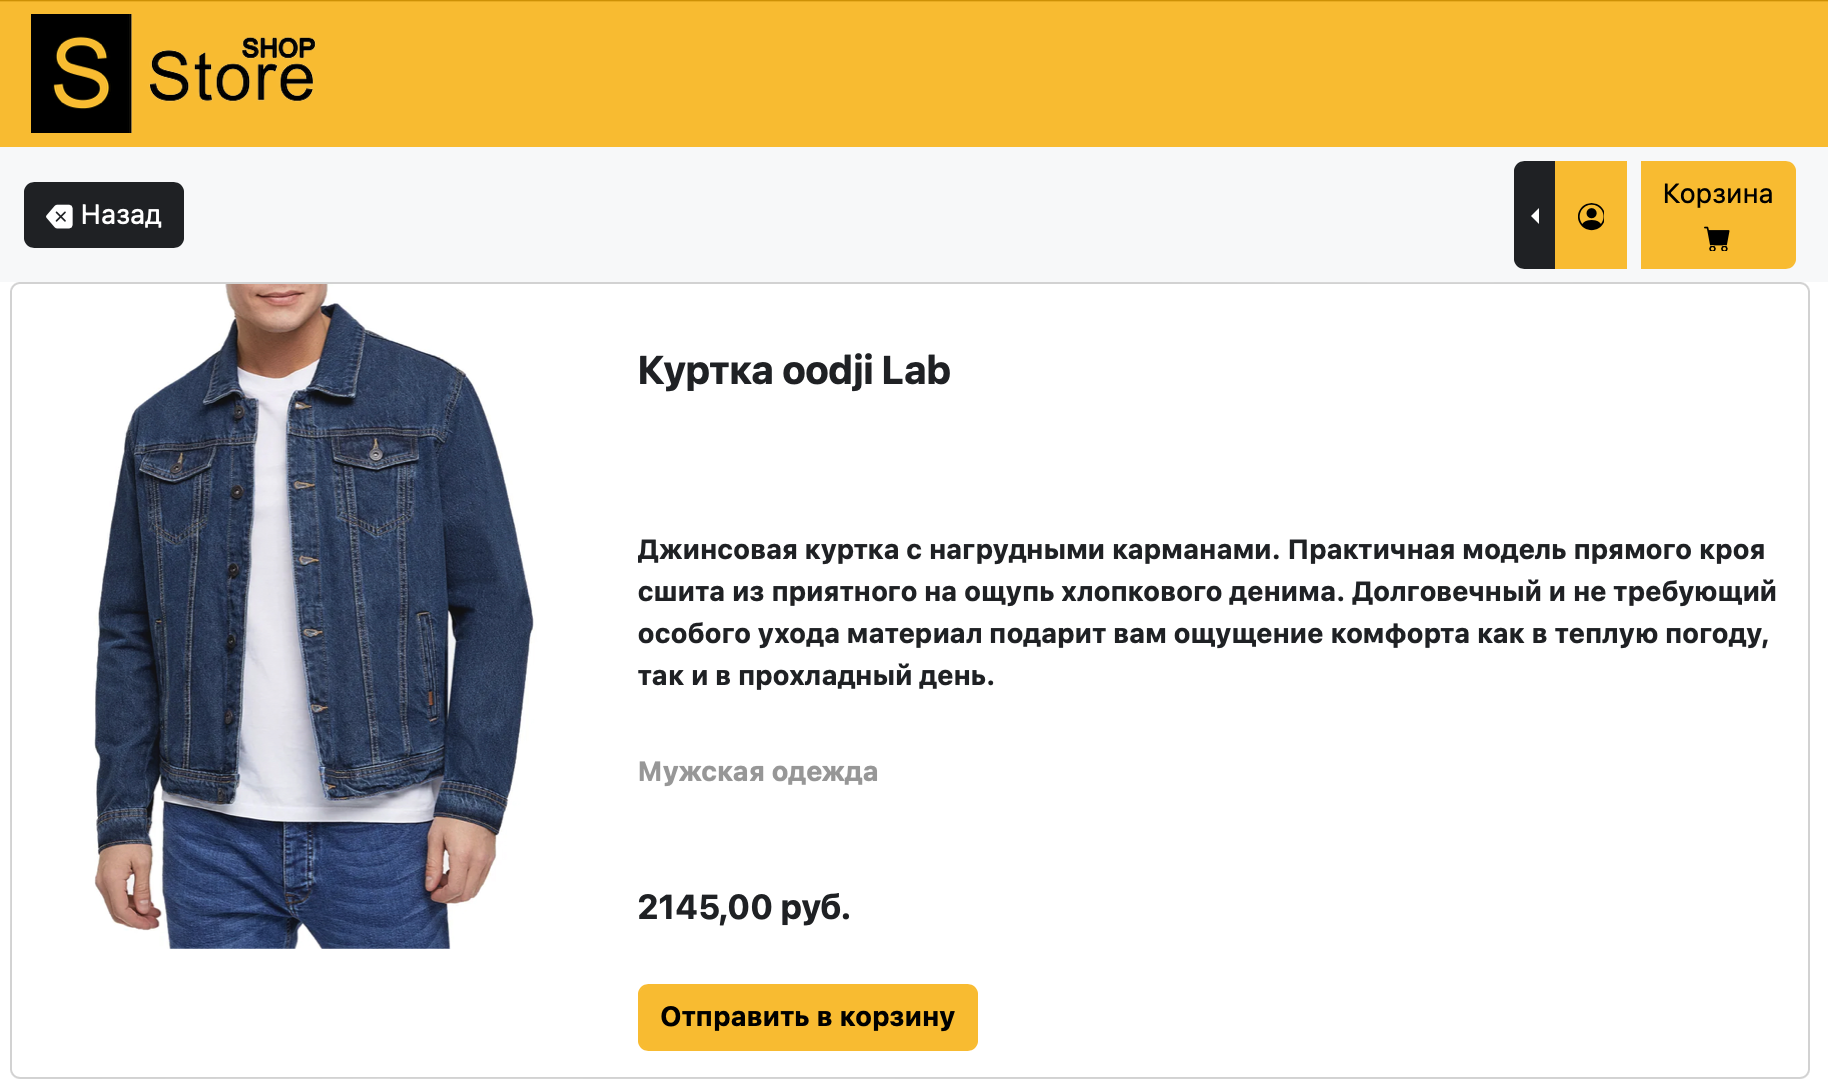 S
SHOP
Store
Назад
Корзина
Куртка oodji Lab
Джинсовая куртка с нагрудными карманами. Практичная модель прямого кроя
сшита из приятного на ощупь хлопкового денима. Долговечный и не требующий
особого ухода материал подарит вам ощущение комфорта как в теплую погоду,
так и в прохладный день.
Мужская одежда
2145,00 руб.
Отправить в корзину